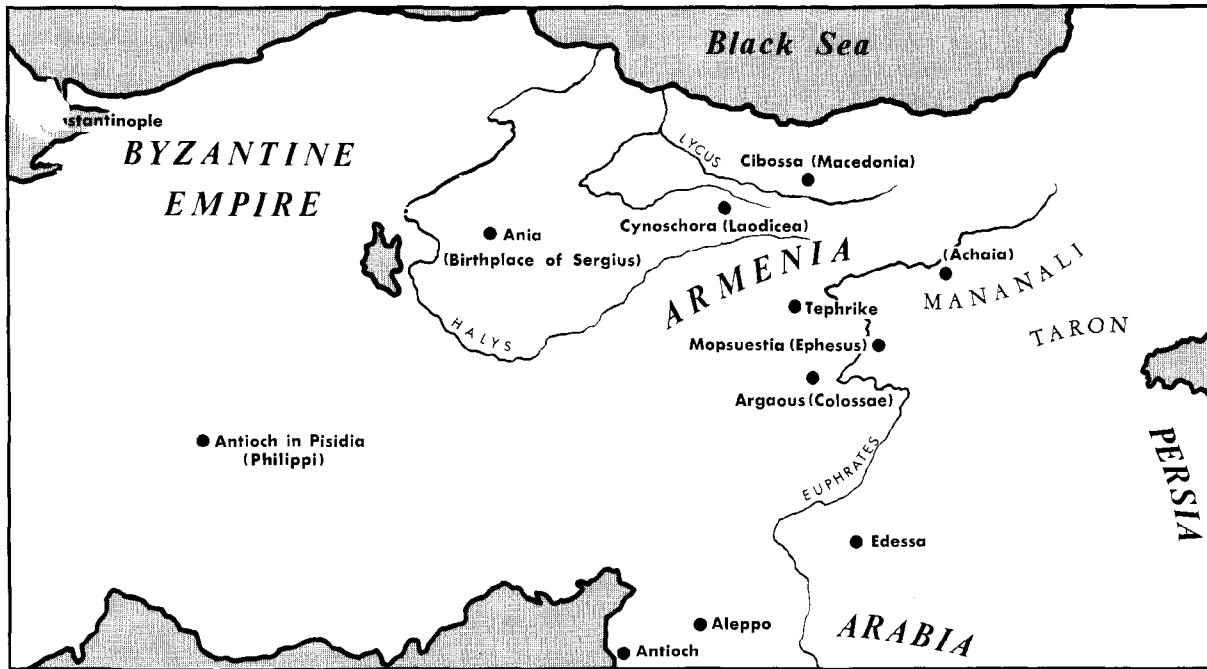 Black Sea
stantinople
BYZANTINE
EMPIRE
LYCUS
Cibossa (Macedonia)
Cynoschora (Laodicea)
Ania
(Birthplace of Sergius)
ARMENIA
(Achaia)
MANANALI
TARON
HALYS
Tephrike
Mopsuestia (Ephesus)
Argaous (Colossae)
Antioch in Pisidia
(Philippi)
EUPHRATES
PERSIA
Edessa
Aleppo
ARABIA
Antioch